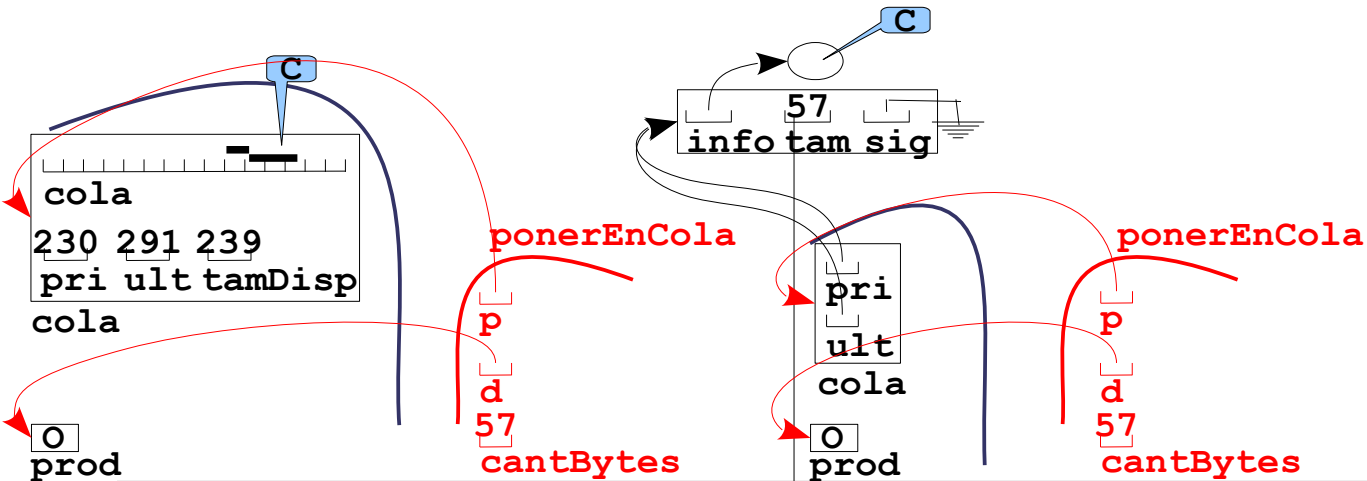 C
cola
230 291 239
pri ult tamDisp
cola
O
prod
ponerEnCola
p
d
57
cantBytes
C
57
info tam sig
pri
ult
cola
O
prod
ponerEnCola
p
d
57
cantBytes